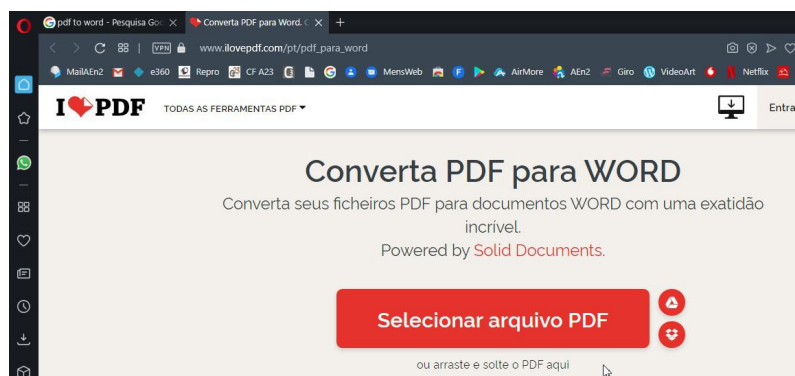 pdf to word - Pesquisa Goo
Converta PDF para Word. C
VPN
www.ilovepdf.com/pt/pdf_para_word
MailAEn2 e360 Repro CF A23 MensWeb AirMore AEn2 Giro VideoArt Netflix
I PDF TODAS AS FERRAMENTAS PDF Entra
Converta PDF para WORD
Converta seus ficheiros PDF para documentos WORD com uma exatidão
incrível.
Powered by Solid Documents.
Selecionar arquivo PDF
ou arraste e solte o PDF aqui